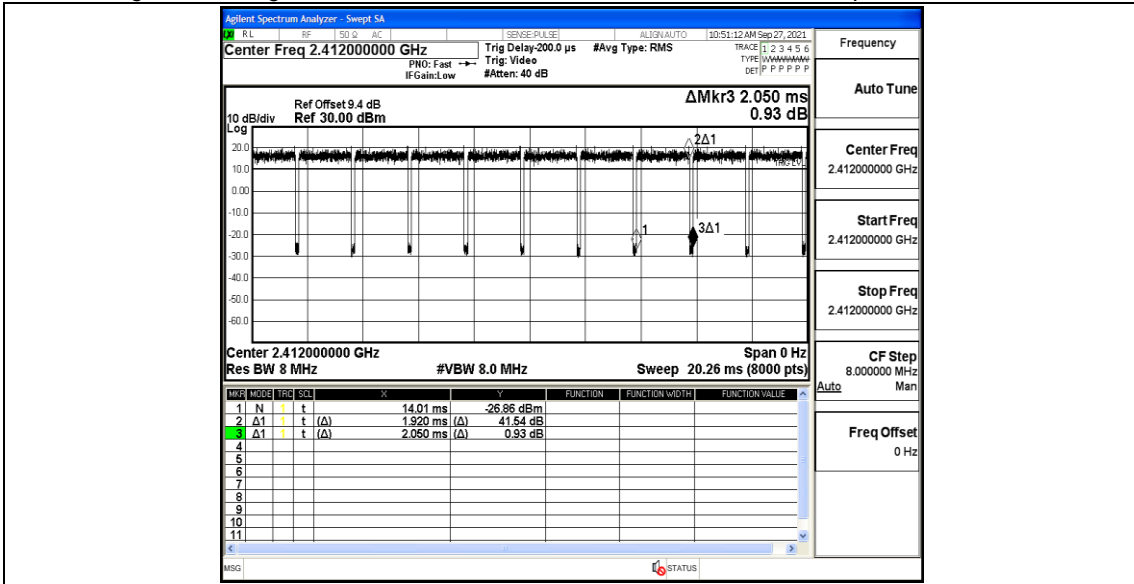 Agilent Spectrum Analyzer - Swept SA
RL RF 50 Ω AC SENSE:PULSE ALIGN AUTO 10:51:12 AM Sep 27, 2021
Center Freq 2.412000000 GHz Trig Delay-200.0 µs #Avg Type: RMS TRACE 1 2 3 4 5 6
PNO: Fast Trig: Video TYPE
IFGain:Low #Atten: 40 dB DET P P P P P
Frequency
Auto Tune
Center Freq
2.412000000 GHz
Start Freq
2.412000000 GHz
Stop Freq
2.412000000 GHz
CF Step
8.000000 MHz
Auto Man
Freq Offset
0 Hz
ΔMkr3 2.050 ms
0.93 dB
Ref Offset 9.4 dB
10 dB/div Ref 30.00 dBm
Log
20.0
10.0
0.00
-10.0
-20.0
-30.0
-40.0
-50.0
-60.0
2Δ1
TRIG LVL
1
3Δ1
Center 2.412000000 GHz Span 0 Hz
Res BW 8 MHz #VBW 8.0 MHz Sweep 20.26 ms (8000 pts)
MKR MODE TRC SCL X Y FUNCTION FUNCTION WIDTH FUNCTION VALUE
1 N 1 t 14.01 ms -26.86 dBm
2 Δ1 1 t (Δ) 1.920 ms (Δ) 41.54 dB
3 Δ1 1 t (Δ) 2.050 ms (Δ) 0.93 dB
4
5
6
7
8
9
10
11
MSG STATUS